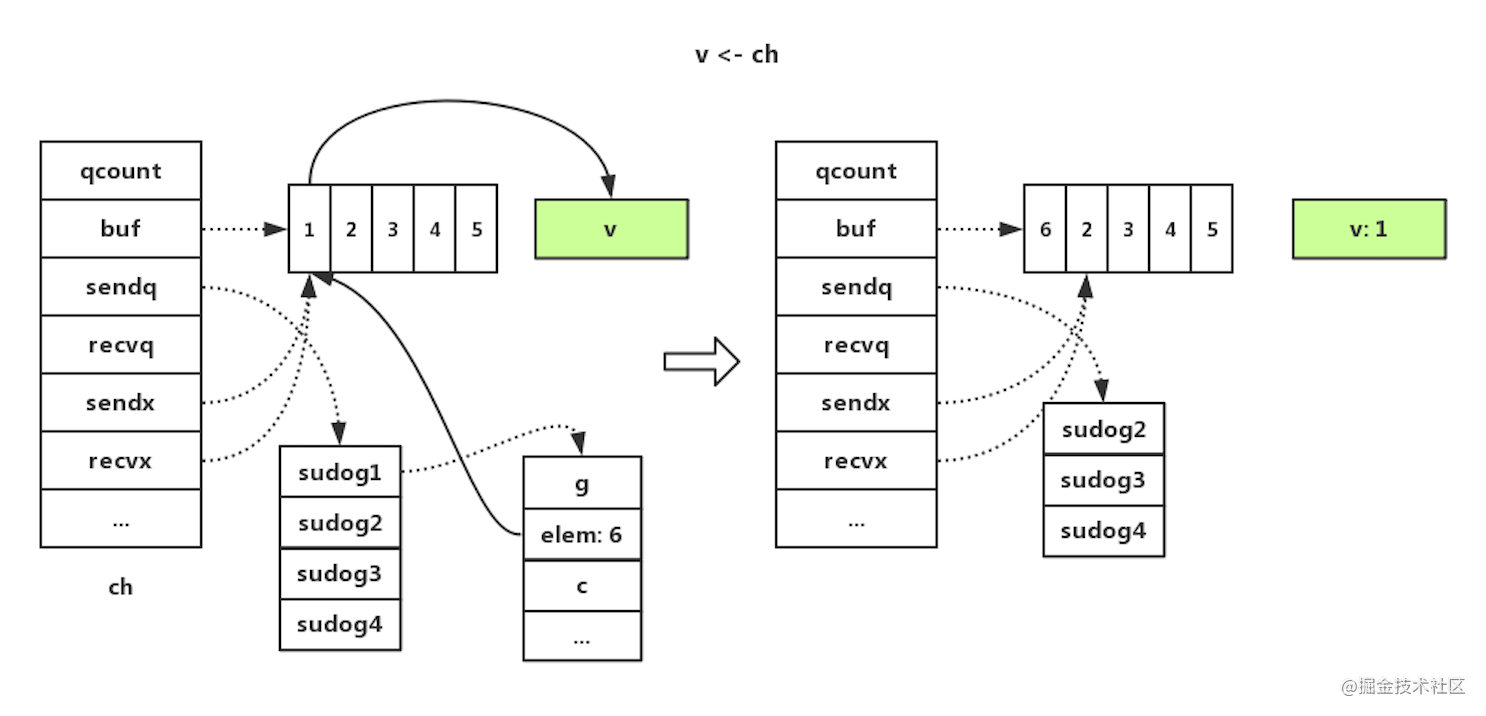 v <- ch
qcount
buf
sendq
recvq
sendx
recvx
...
ch
1 2 3 4 5
v
sudog1
sudog2
sudog3
sudog4
g
elem: 6
c
...
qcount
buf
sendq
recvq
sendx
recvx
...
6 2 3 4 5
v: 1
sudog2
sudog3
sudog4
@掘金技术社区